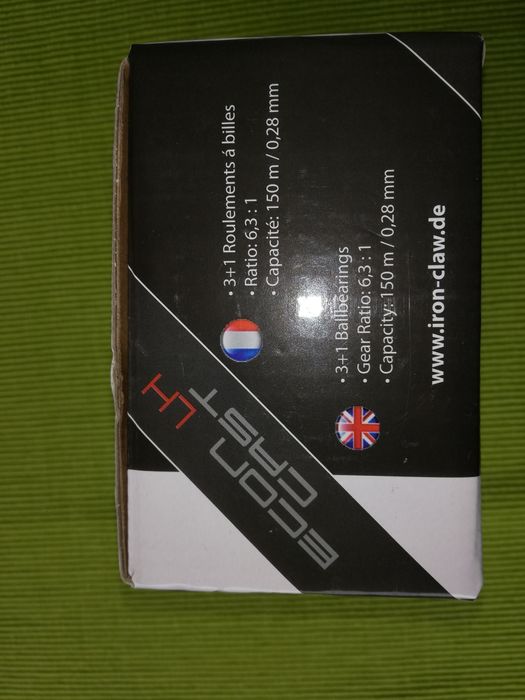 ECON
CAST LH
• 3+1 Roulements á billes
• Ratio: 6,3 : 1
• Capacité: 150 m / 0,28 mm
• 3+1 Ballbearings
• Gear Ratio: 6,3 : 1
• Capacity: 150 m / 0,28 mm
www.iron-claw.de